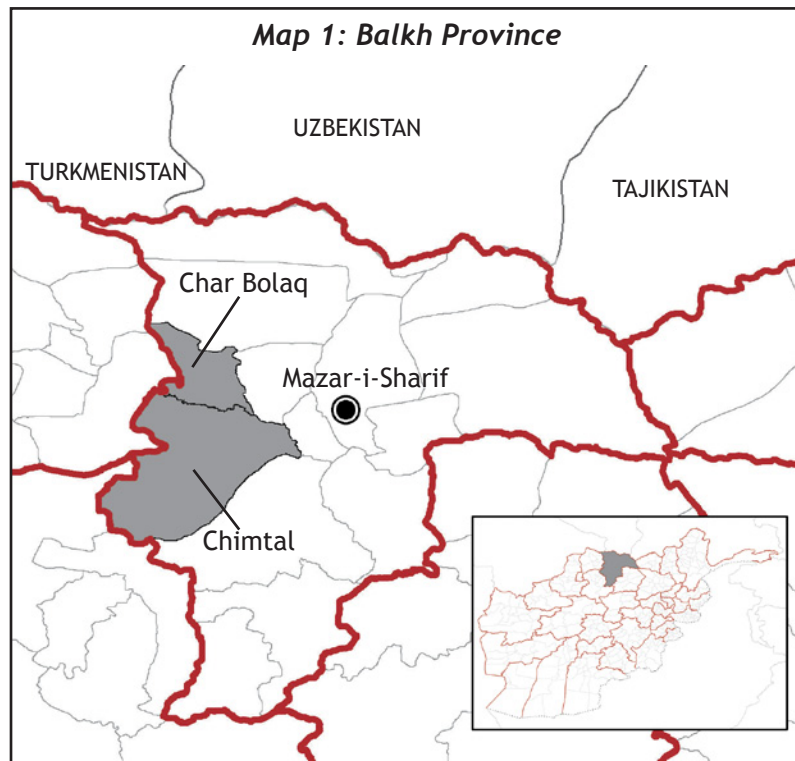 Map 1: Balkh Province
UZBEKISTAN
TURKMENISTAN
TAJIKISTAN
Char Bolaq
Mazar-i-Sharif
Chimtal